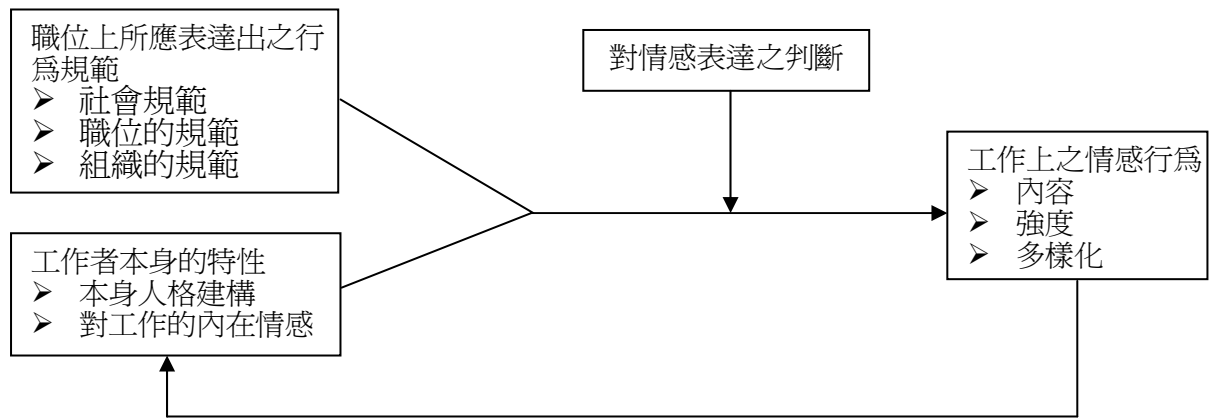 職位上所應表達出之行
爲規範
➢ 社會規範
➢ 職位的規範
➢ 組織的規範
對情感表達之判斷
工作上之情感行爲
➢ 內容
➢ 強度
➢ 多樣化
工作者本身的特性
➢ 本身人格建構
➢ 對工作的內在情感